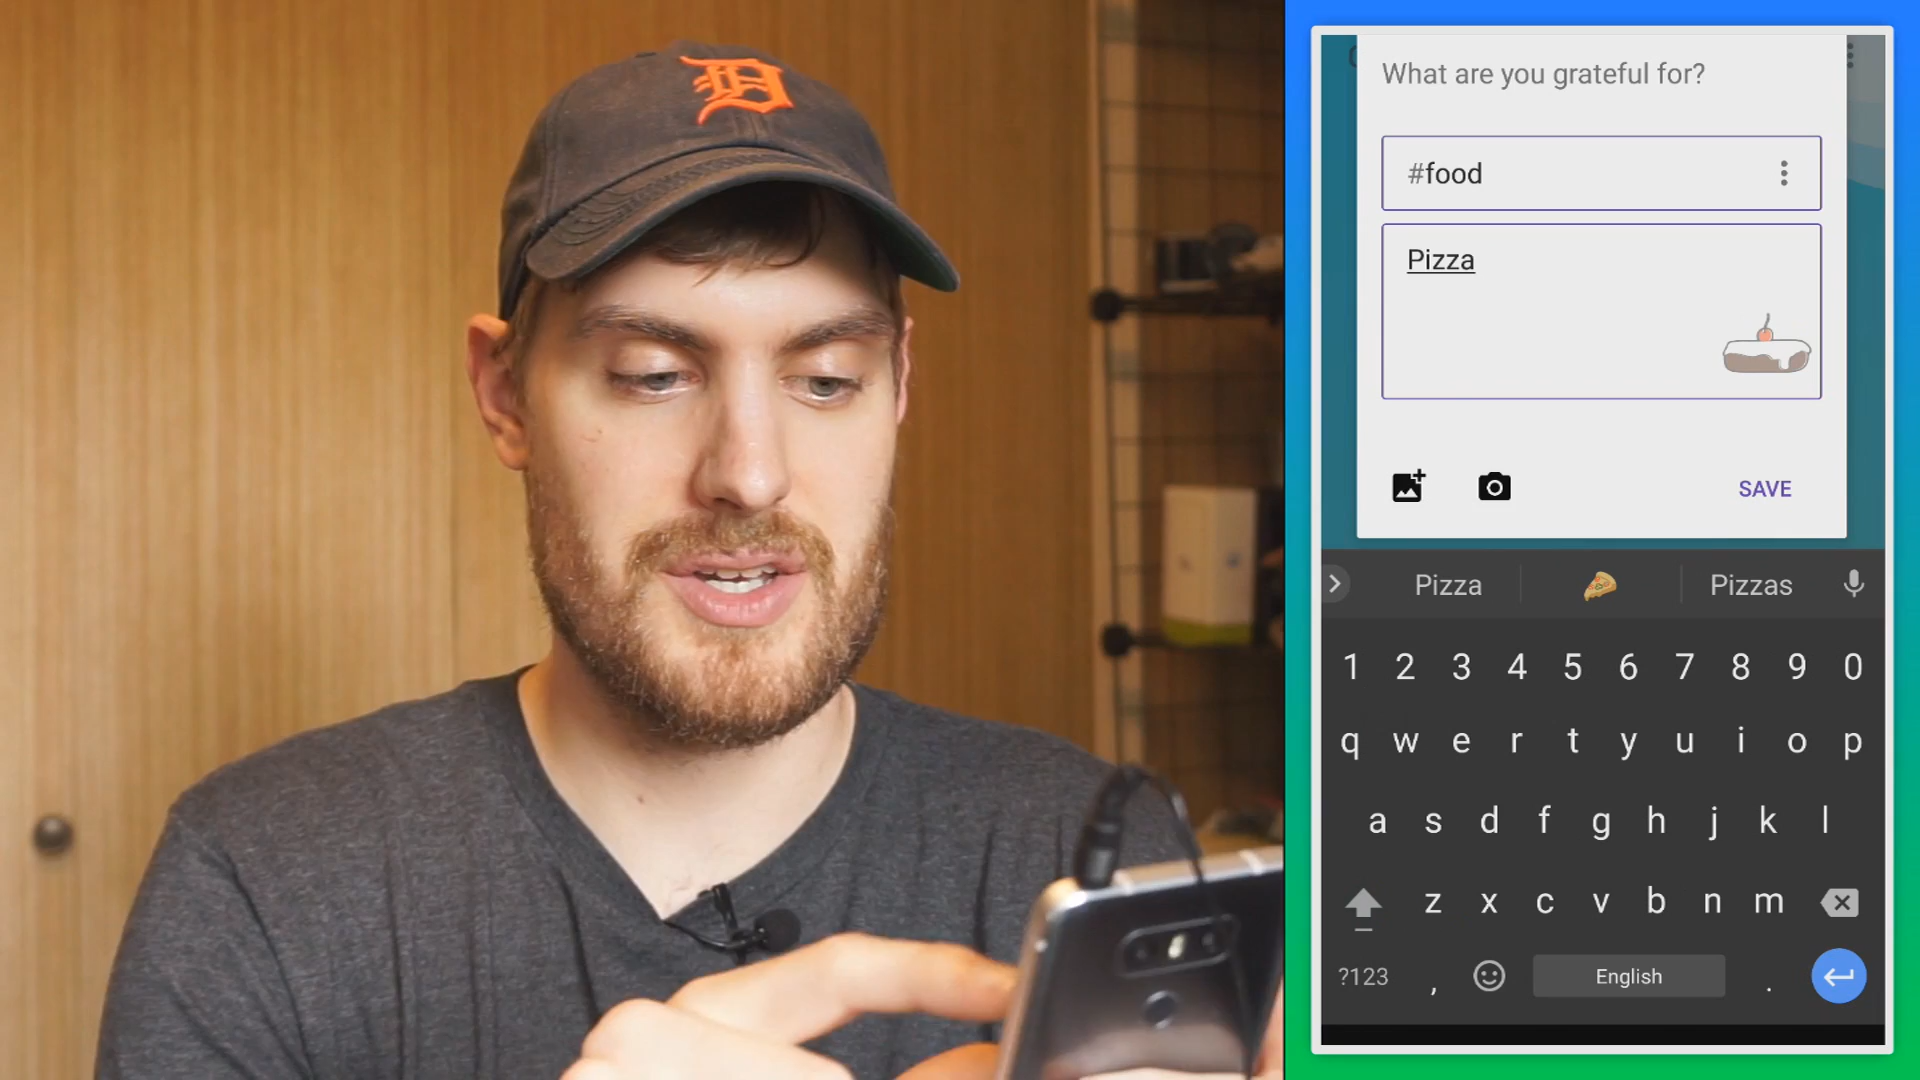 D
What are you grateful for?
#food
Pizza
SAVE
Pizza Pizzas
1 2 3 4 5 6 7 8 9 0
q w e r t y u i o p
a s d f g h j k l
z x c v b n m
?123 , English .